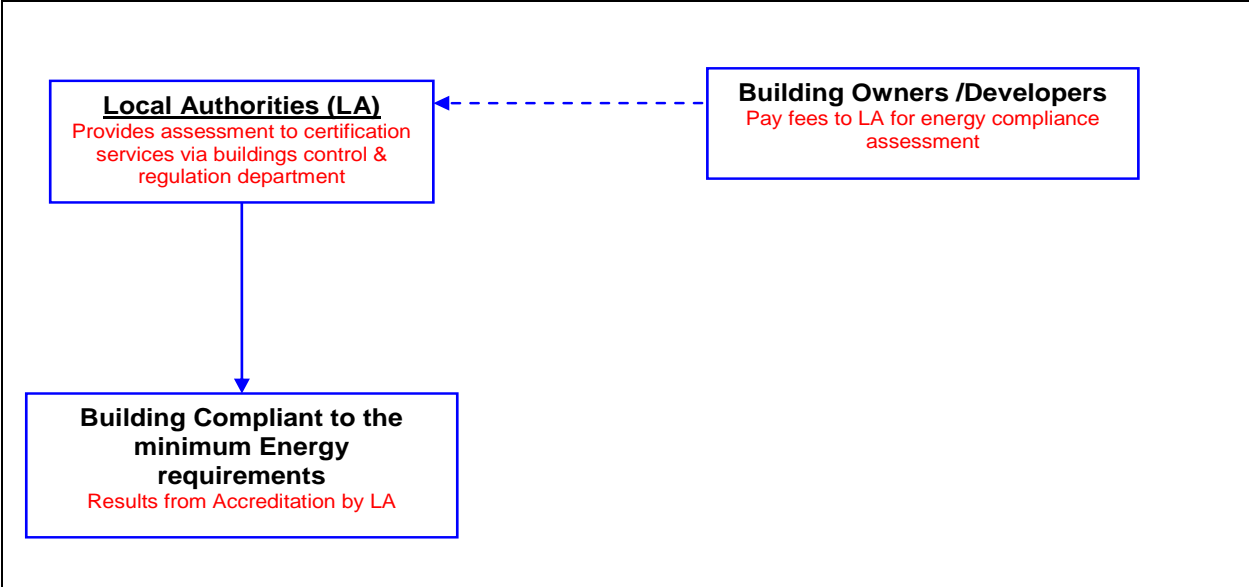 Local Authorities (LA)
Provides assessment to certification
services via buildings control &
regulation department
Building Owners /Developers
Pay fees to LA for energy compliance
assessment
Building Compliant to the
minimum Energy
requirements
Results from Accreditation by LA